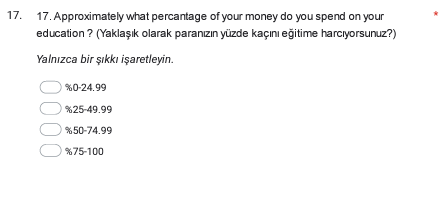 17. 17. Approximately what percentage of your money do you spend on your *
education ? (Yaklaşık olarak paranızın yüzde kaçını eğitime harcıyorsunuz?)
Yalnızca bir şıkkı işaretleyin.
%0-24.99
%25-49.99
%50-74.99
%75-100